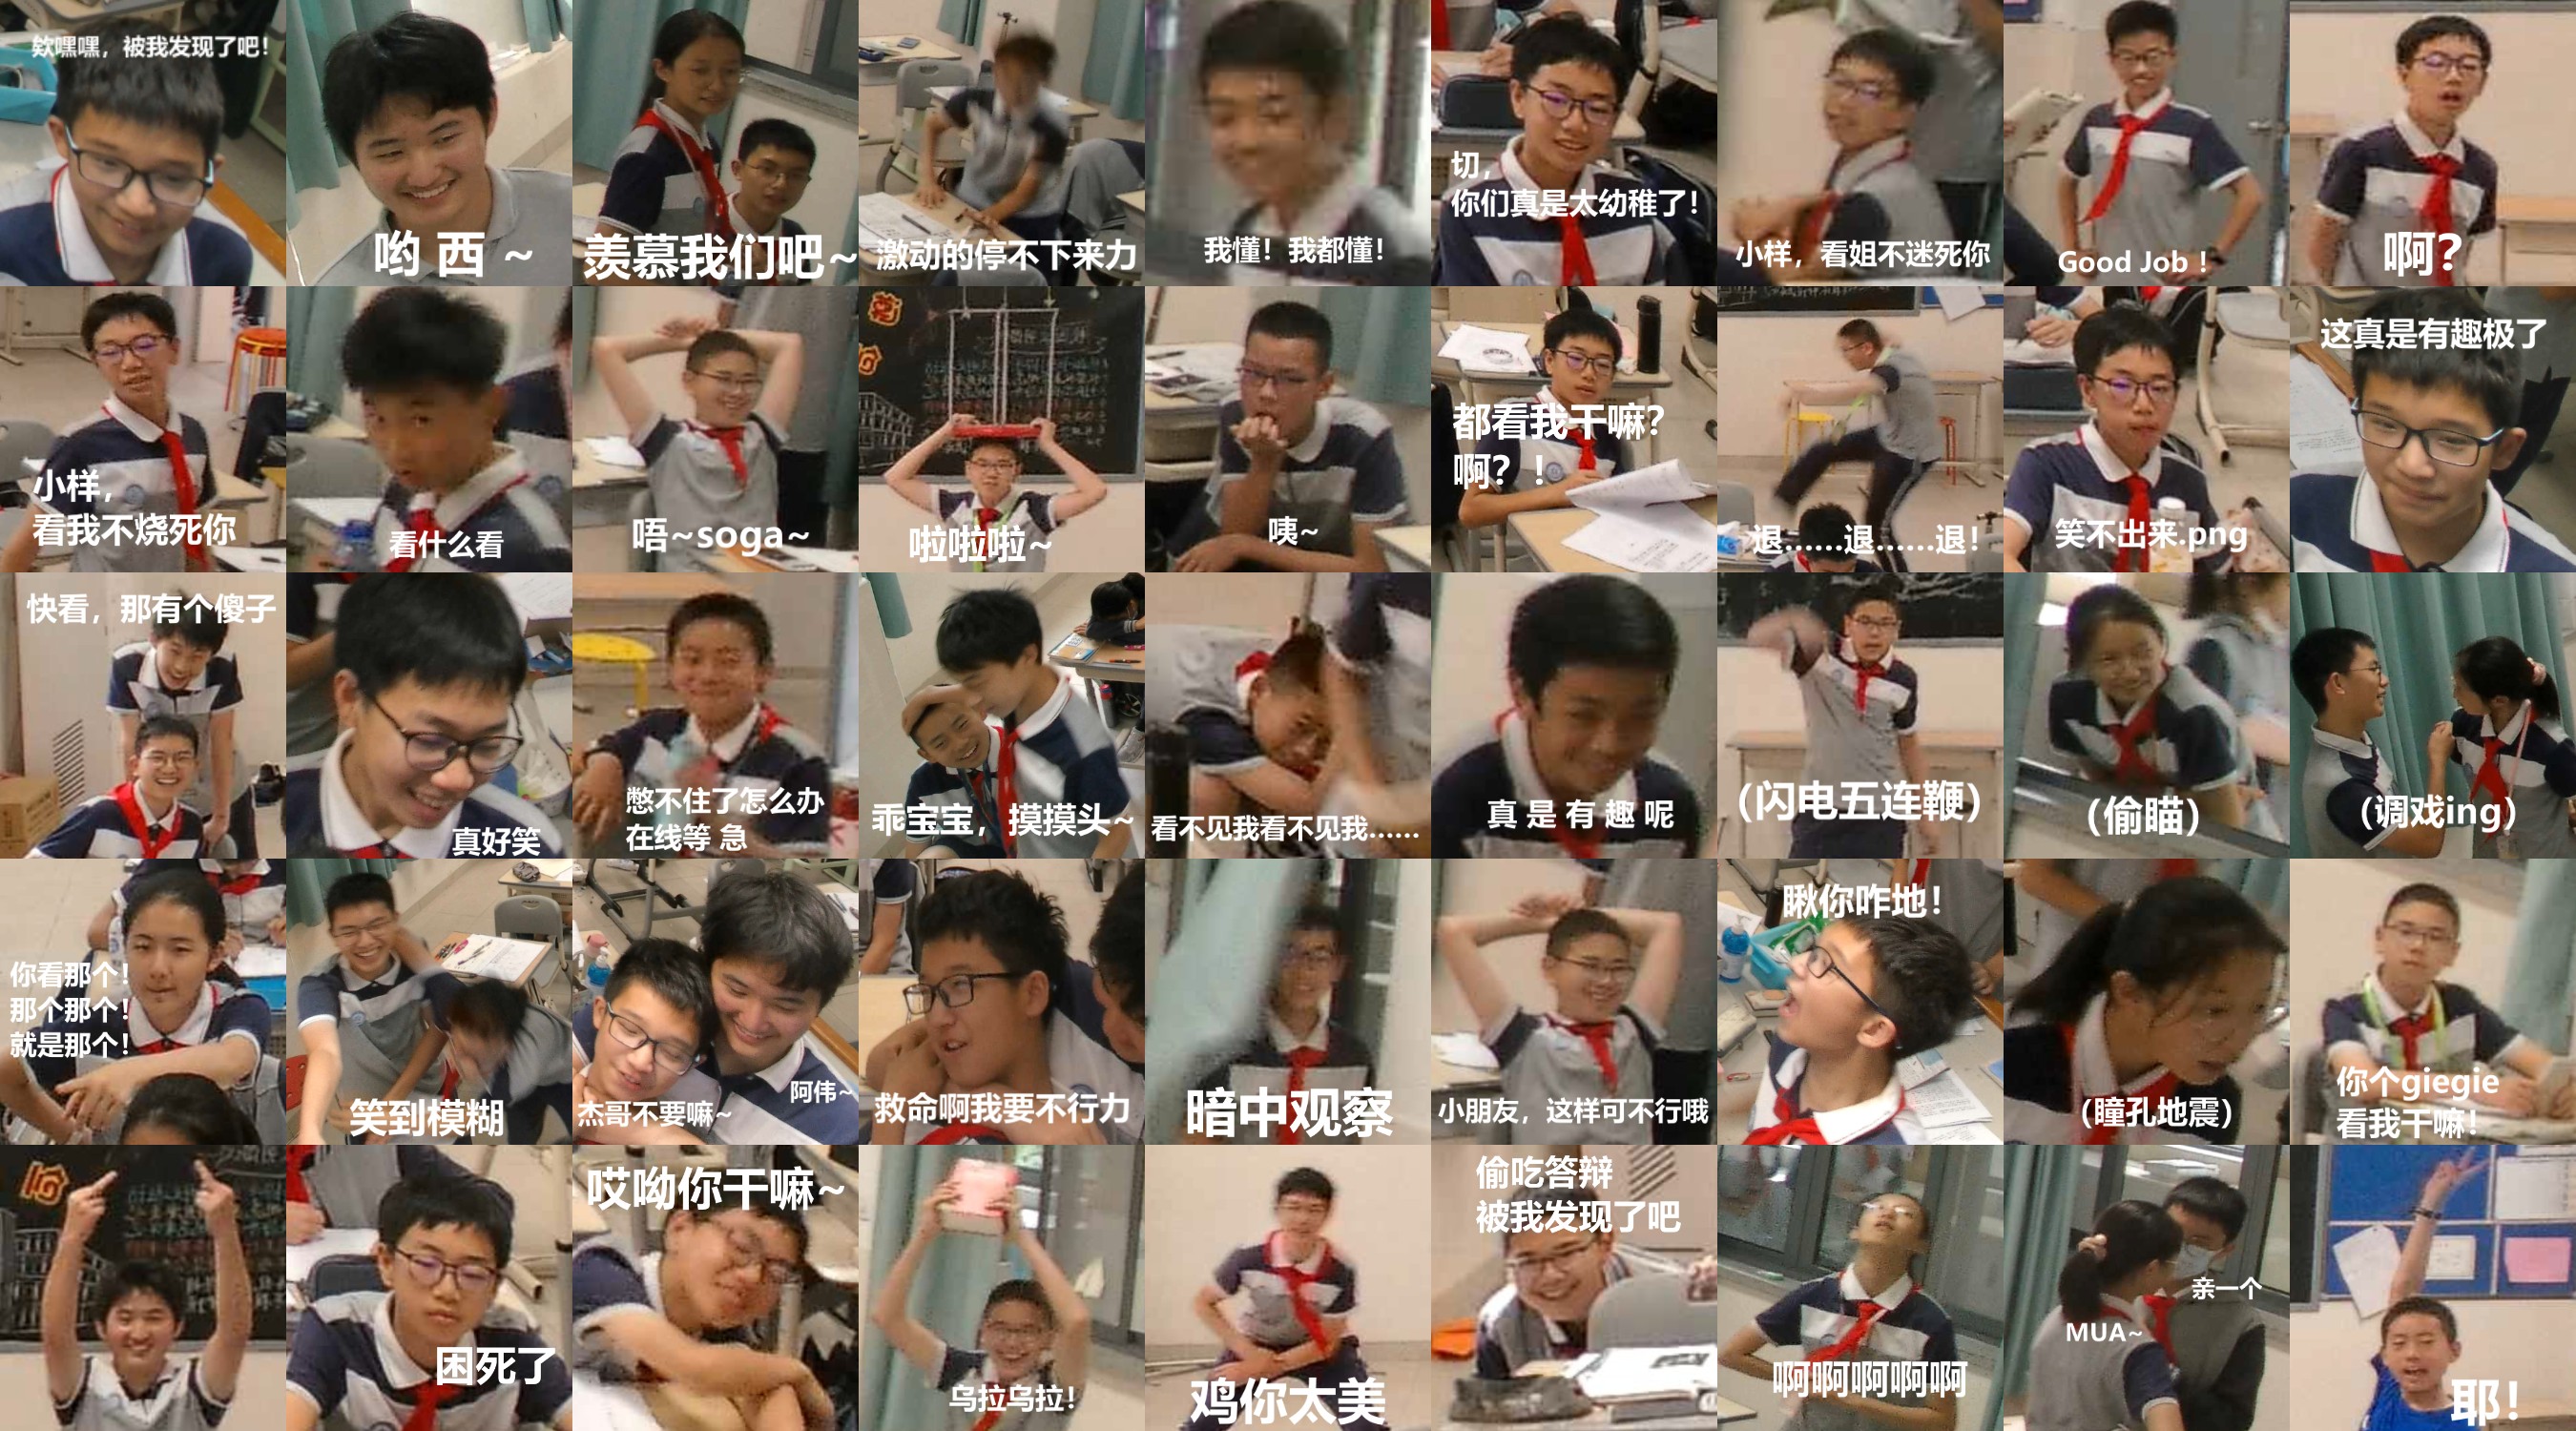 欸嘿嘿，被我发现了吧！
哟 西 ~
羡慕我们吧~
激动的停不下来力
我懂！我都懂！
切，
你们真是太幼稚了！
小样，看姐不迷死你
Good Job！
啊？
小样，
看我不烧死你
看什么看
唔~soga~
啦啦啦~
咦~
都看我干嘛？
啊？！
退……退……退！
笑不出来.png
这真是有趣极了
快看，那有个傻子
真好笑
憋不住了怎么办
在线等 急
乖宝宝，摸摸头~
看不见我看不见我……
真 是 有 趣 呢
（闪电五连鞭）
（偷瞄）
（调戏ing）
你看那个！
那个那个！
就是那个！
笑到模糊
阿伟~
杰哥不要嘛~
救命啊我要不行力
暗中观察
小朋友，这样可不行哦
瞅你咋地！
（瞳孔地震）
你个giegie
看我干嘛！
困死了
哎呦你干嘛~
乌拉乌拉！
鸡你太美
偷吃答辩
被我发现了吧
啊啊啊啊啊
亲一个
MUA~
耶！